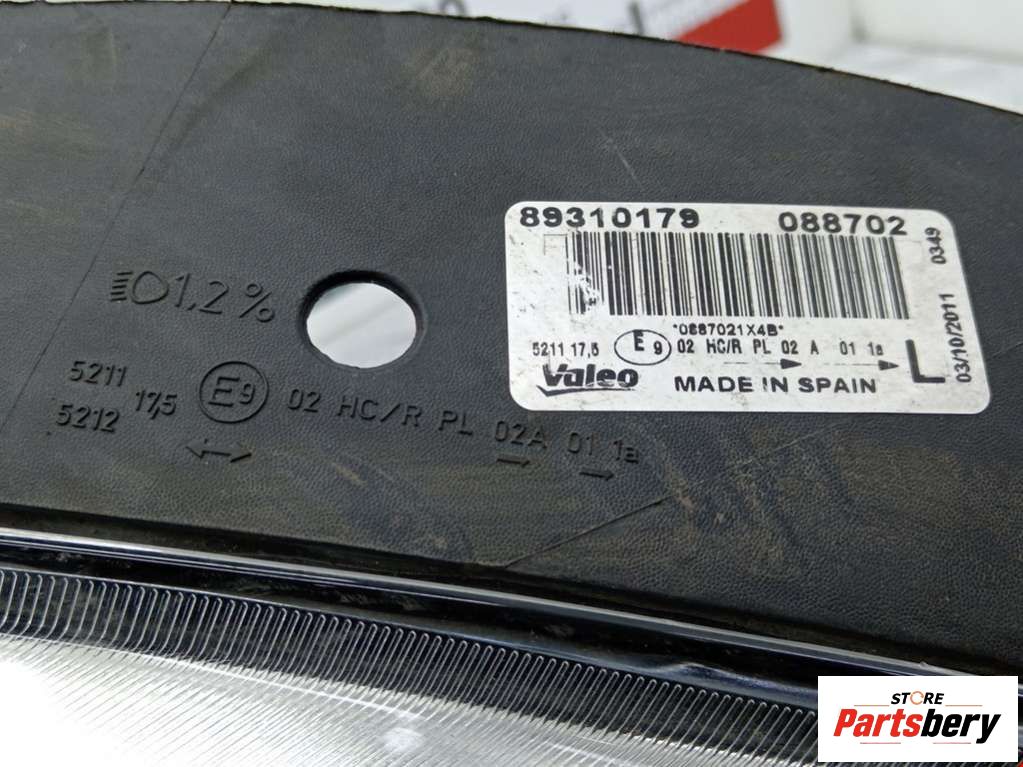 89310179 088702
*0887021X4B*
5211 17,5 E9 02 HC/R PL 02 A 01 1a
Valeo MADE IN SPAIN L
03/10/2011 0349
1,2%
5211
5212
17,5 E9 02 HC/R PL 02A 01 1a
STORE
Partsbery